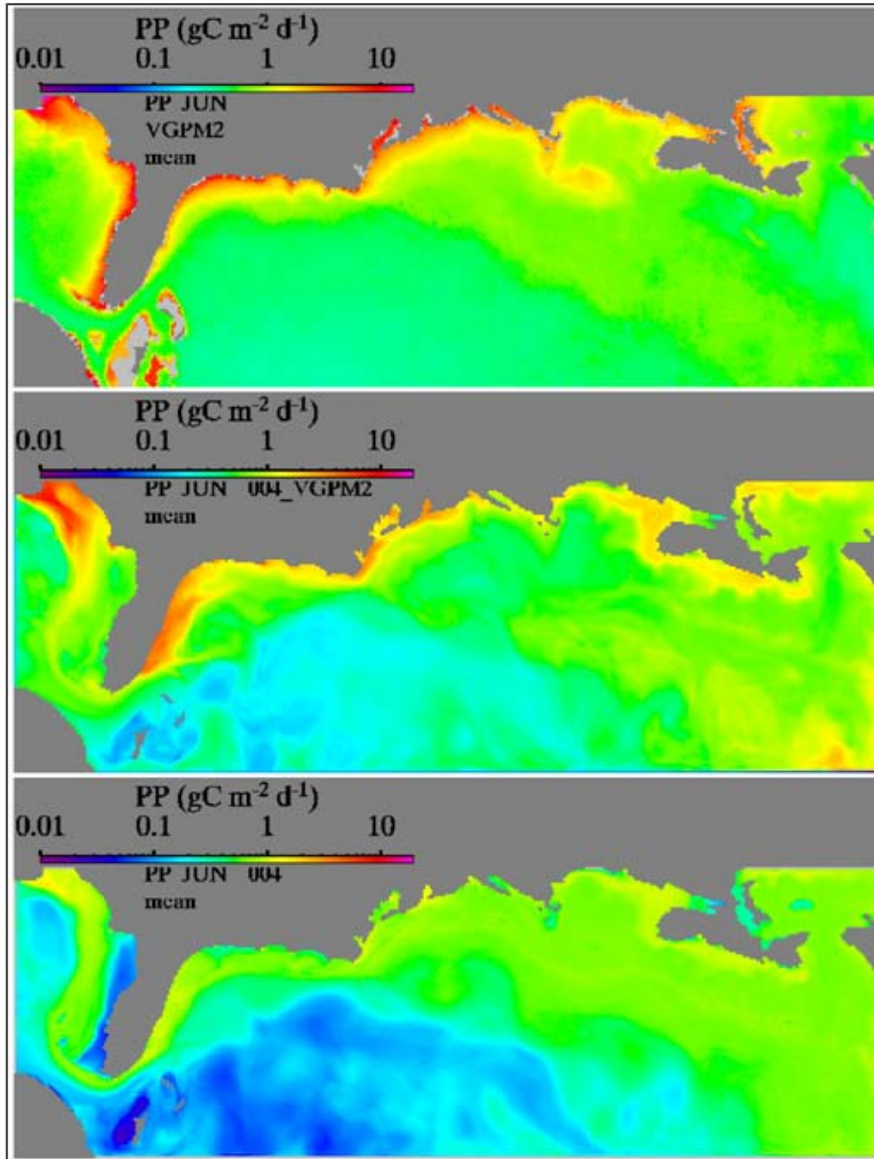 PP (gC m⁻² d⁻¹)
0.01 0.1 1 10
PP JUN
VGPM2
mean
PP (gC m⁻² d⁻¹)
0.01 0.1 1 10
PP JUN 004_VGPM2
mean
PP (gC m⁻² d⁻¹)
0.01 0.1 1 10
PP JUN 004
mean